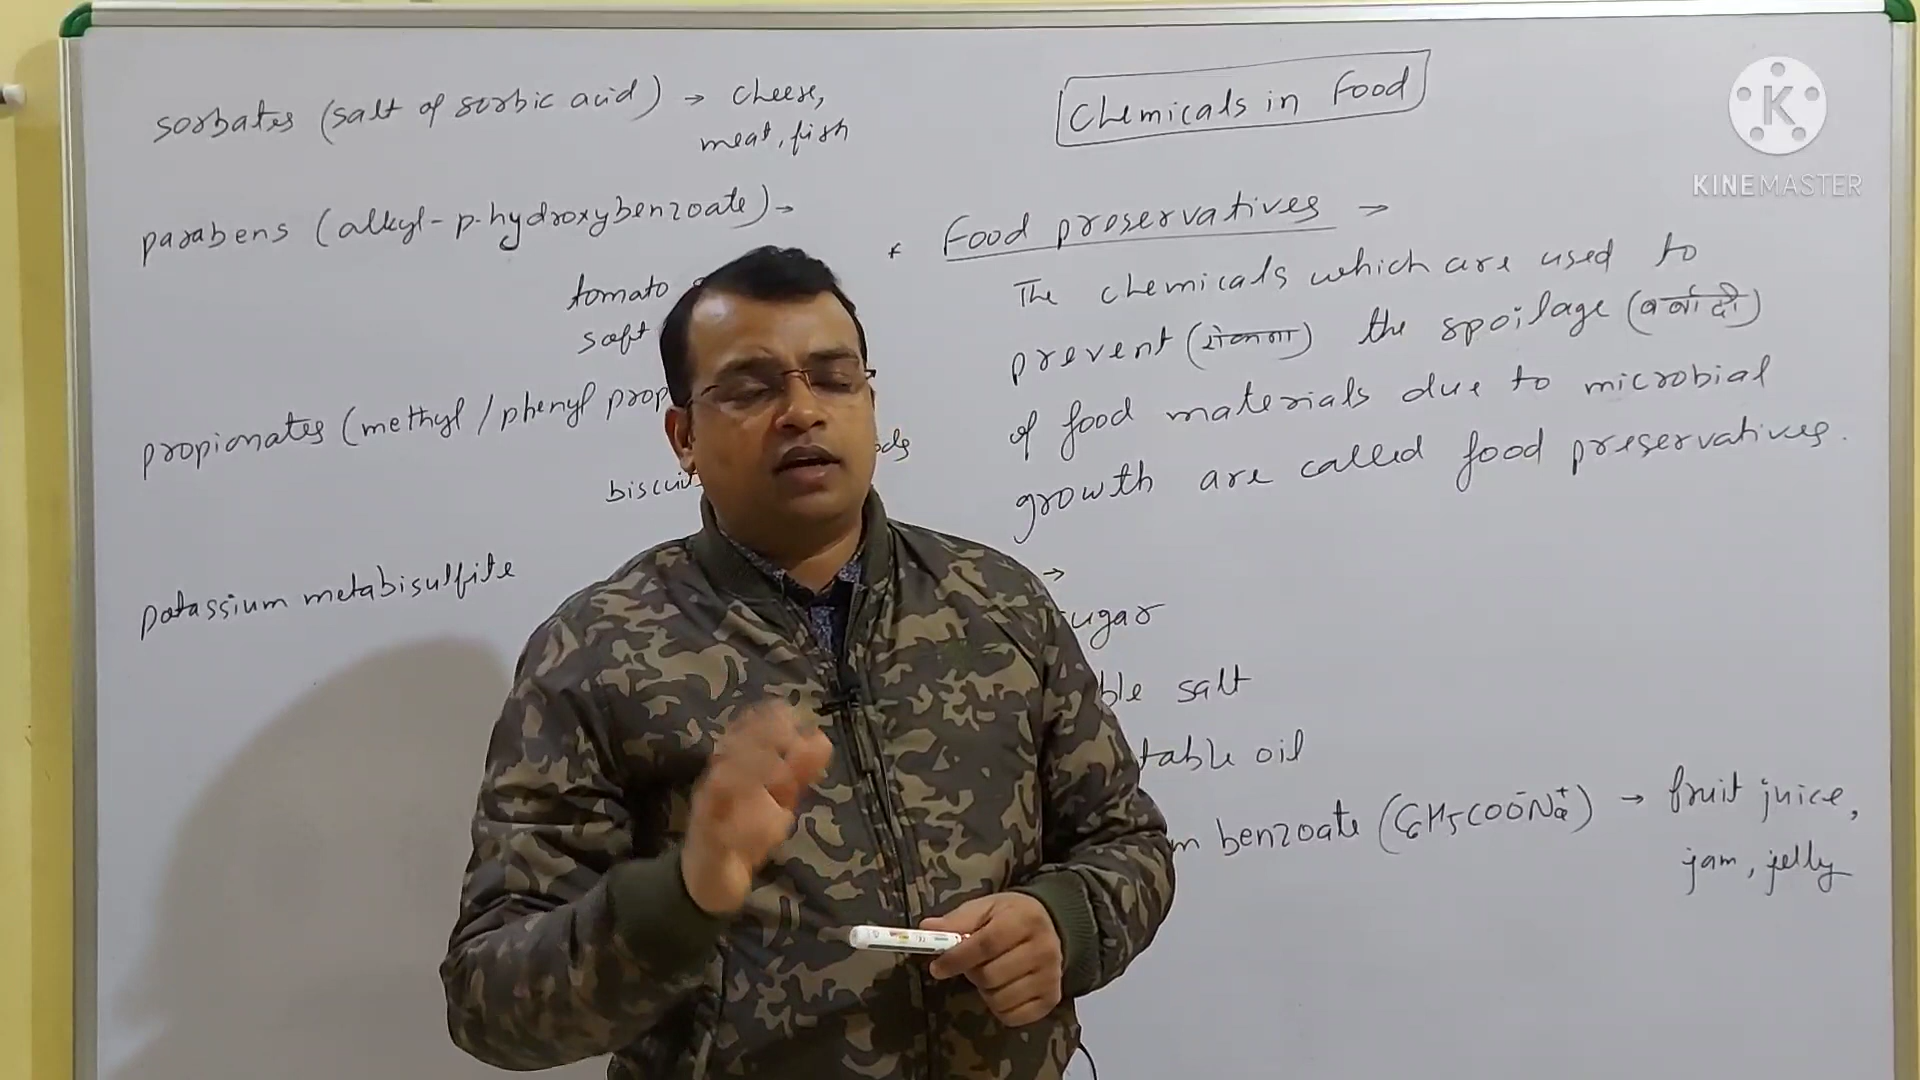 Chemicals in Food
* Food preservatives →
The chemicals which are used to
prevent (रोकना) the spoilage (बर्बादी)
of food materials due to microbial
growth are called food preservatives.
→
ugar
ble salt
table oil
m benzoate (C6H5COO⁻Na⁺) → fruit juice,
jam, jelly
sorbates (salt of sorbic acid) → cheese,
meat, fish
parabens (alkyl-p-hydroxybenzoate) →
tomato
soft
propionates (methyl/phenyl prop
biscuit
ods
potassium metabisulfite
K
KINEMASTER